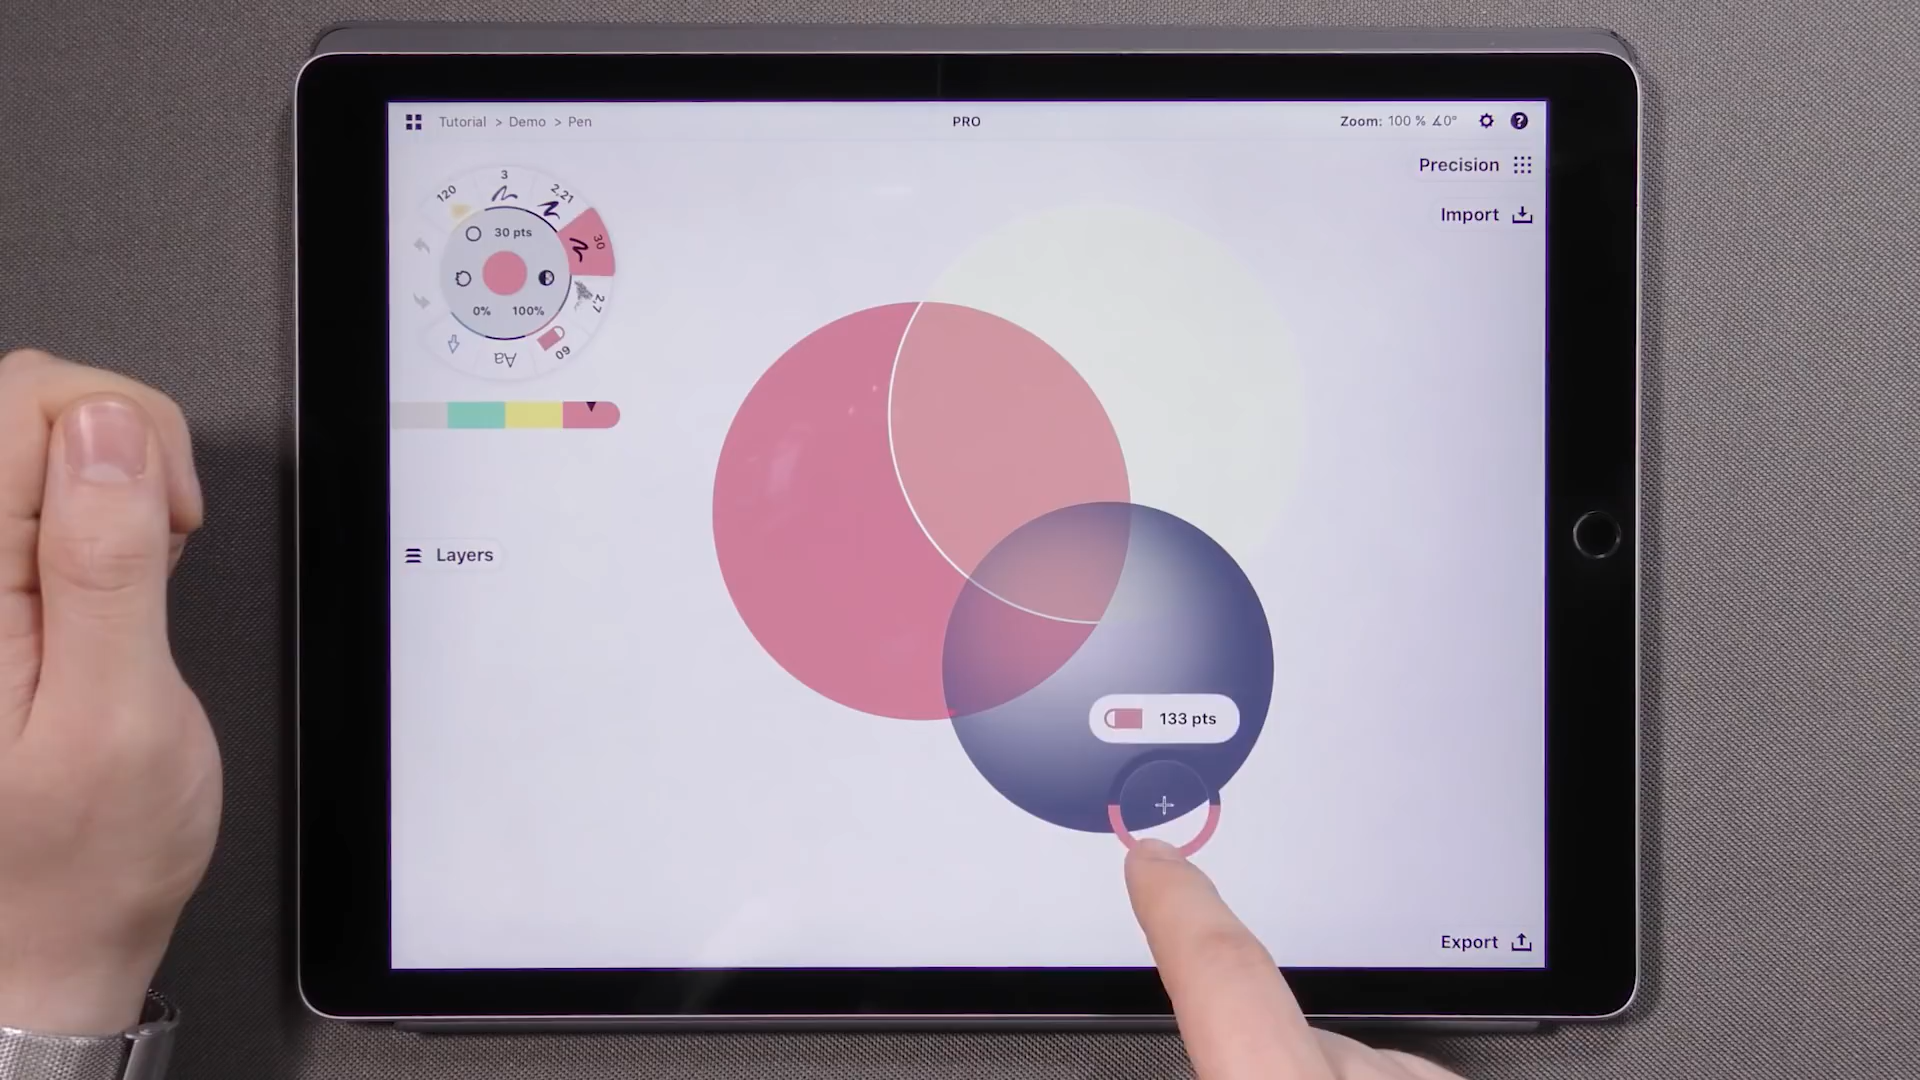 Tutorial > Demo > Pen
PRO
Zoom: 100 % ∡0°
?
Precision
Import
120
3
2,21
30
2,7
60
Aa
30 pts
0%
100%
Layers
133 pts
Export